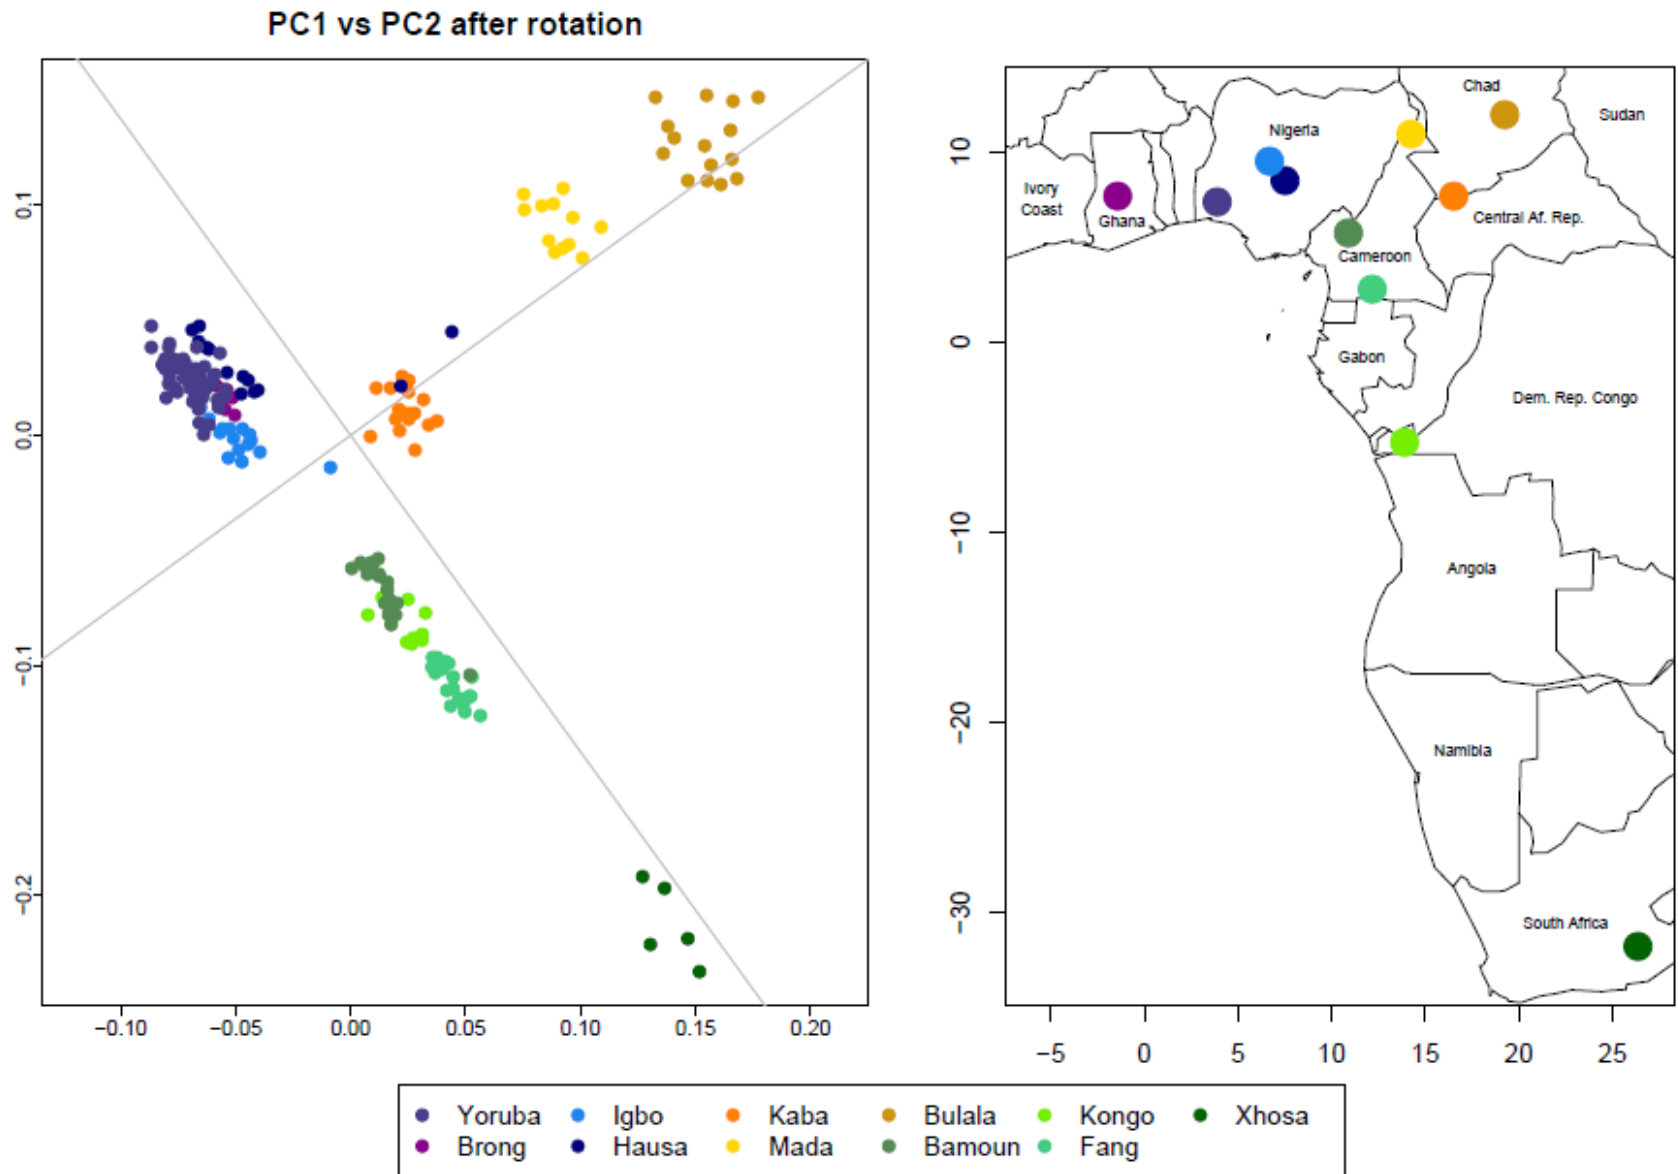 PC1 vs PC2 after rotation
0.1
0.0
−0.1
−0.2
−0.10 −0.05 0.00 0.05 0.10 0.15 0.20
Chad
Sudan
Nigeria
Ivory
Coast
Ghana
Central Af. Rep.
Cameroon
Gabon
Dem. Rep. Congo
Angola
Namibia
South Africa
10
0
−10
−20
−30
−5 0 5 10 15 20 25
Yoruba Igbo Kaba Bulala Kongo Xhosa
Brong Hausa Mada Bamoun Fang